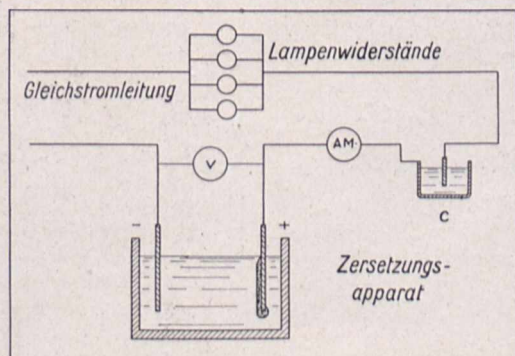 Lampenwiderstände
Gleichstromleitung
V
AM.
C
- +
Zersetzungs-
apparat